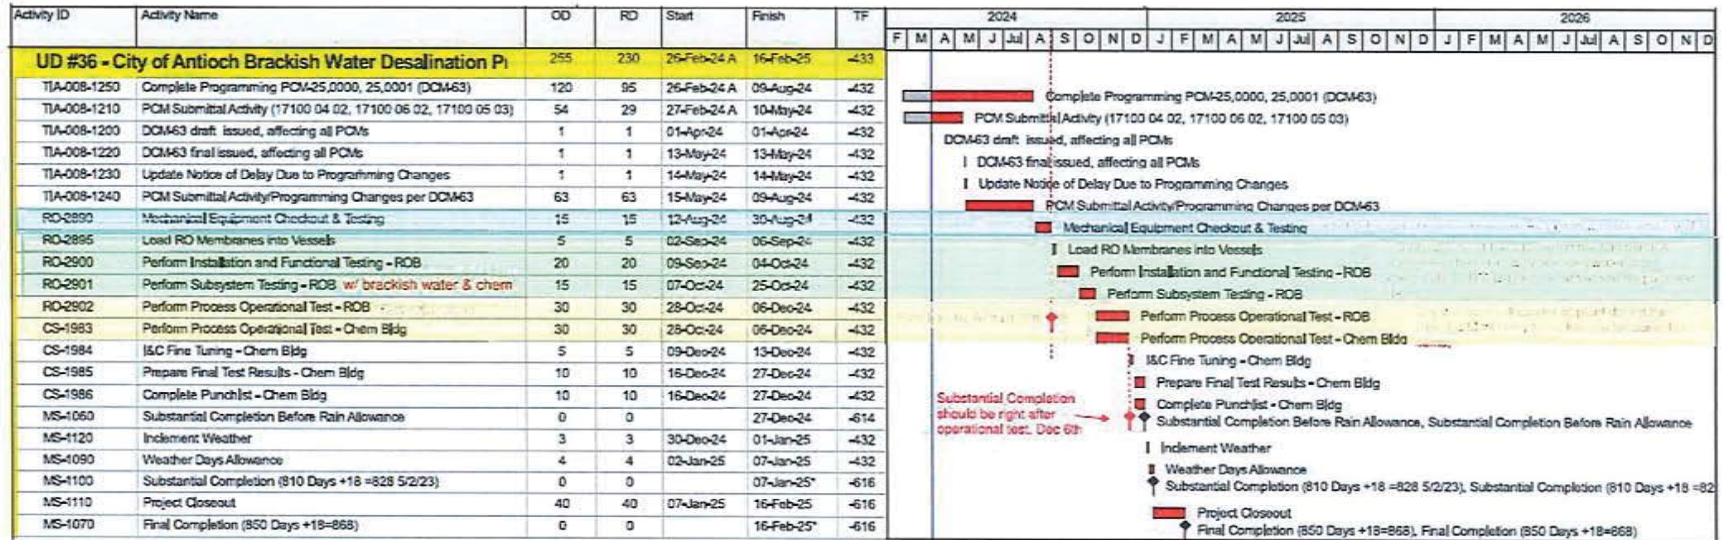 Activity ID Activity Name OD RD Start Finish TF 2024 2025 2026
F M A M J Jul A S O N D J F M A M J Jul A S O N D J F M A M J Jul A S O N D
UD #36 - City of Antioch Brackish Water Desalination Pr 255 230 26-Feb-24 A 16-Feb-25 -433
TIA-008-1250 Complete Programming PCM-25,0000, 25,0001 (DCM-63) 120 95 26-Feb-24 A 09-Aug-24 -432 Complete Programming PCM-25,0000, 25,0001 (DCM-63)
TIA-008-1210 PCM Submittal Activity (17100 04 02, 17100 06 02, 17100 05 03) 54 29 27-Feb-24 A 10-May-24 -432 PCM Submittal Activity (17100 04 02, 17100 06 02, 17100 05 03)
TIA-008-1200 DCM-63 draft issued, affecting all PCMs 1 1 01-Apr-24 01-Apr-24 -432 DCM-63 draft issued, affecting all PCMs
TIA-008-1220 DCM-63 final issued, affecting all PCMs 1 1 13-May-24 13-May-24 -432 DCM-63 final issued, affecting all PCMs
TIA-008-1230 Update Notice of Delay Due to Programming Changes 1 1 14-May-24 14-May-24 -432 Update Notice of Delay Due to Programming Changes
TIA-008-1240 PCM Submittal Activity/Programming Changes per DCM-63 63 63 15-May-24 09-Aug-24 -432 PCM Submittal Activity/Programming Changes per DCM-63
RO-2890 Mechanical Equipment Checkout & Testing 15 15 12-Aug-24 30-Aug-24 -432 Mechanical Equipment Checkout & Testing
RO-2895 Load RO Membranes into Vessels 5 5 02-Sep-24 06-Sep-24 -432 Load RO Membranes into Vessels
RO-2900 Perform Installation and Functional Testing - ROB 20 20 09-Sep-24 04-Oct-24 -432 Perform Installation and Functional Testing - ROB
RO-2901 Perform Subsystem Testing - ROB w/ brackish water & chem 15 15 07-Oct-24 25-Oct-24 -432 Perform Subsystem Testing - ROB
RO-2902 Perform Process Operational Test - ROB 30 30 28-Oct-24 06-Dec-24 -432 Perform Process Operational Test - ROB
CS-1983 Perform Process Operational Test - Chem Bldg 30 30 28-Oct-24 06-Dec-24 -432 Perform Process Operational Test - Chem Bldg
CS-1984 I&C Fine Tuning - Chem Bldg 5 5 09-Dec-24 13-Dec-24 -432 I&C Fine Tuning - Chem Bldg
CS-1985 Prepare Final Test Results - Chem Bldg 10 10 16-Dec-24 27-Dec-24 -432 Prepare Final Test Results - Chem Bldg
CS-1986 Complete Punchlist - Chem Bldg 10 10 16-Dec-24 27-Dec-24 -432 Complete Punchlist - Chem Bldg
Substantial Completion
should be right after
operational test. Dec 6th
MS-1060 Substantial Completion Before Rain Allowance 0 0 27-Dec-24 -614 Substantial Completion Before Rain Allowance, Substantial Completion Before Rain Allowance
MS-1120 Inclement Weather 3 3 30-Dec-24 01-Jan-25 -432 Inclement Weather
MS-1090 Weather Days Allowance 4 4 02-Jan-25 07-Jan-25 -432 Weather Days Allowance
MS-1100 Substantial Completion (810 Days +18 =828 5/2/23) 0 0 07-Jan-25* -616 Substantial Completion (810 Days +18 =828 5/2/23), Substantial Completion (810 Days +18 =82
MS-1110 Project Closeout 40 40 07-Jan-25 16-Feb-25 -616 Project Closeout
MS-1070 Final Completion (850 Days +18=868) 0 0 16-Feb-25* -616 Final Completion (850 Days +18=868), Final Completion (850 Days +18=868)